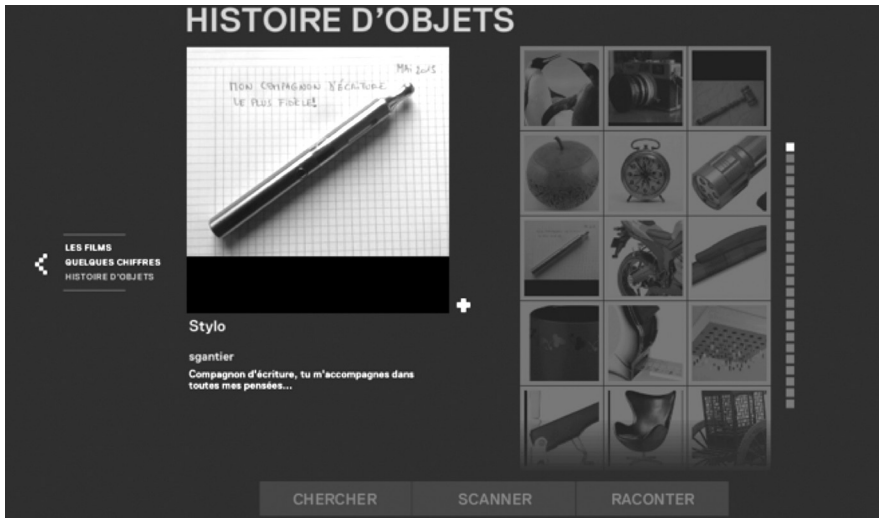 HISTOIRE D'OBJETS
MAI 2013
MON COMPAGNON D'ÉCRITURE
LE PLUS FIDÈLE!
LES FILMS
QUELQUES CHIFFRES
HISTOIRE D'OBJETS
Stylo
sgantier
Compagnon d'écriture, tu m'accompagnes dans
toutes mes pensées...
CHERCHER
SCANNER
RACONTER